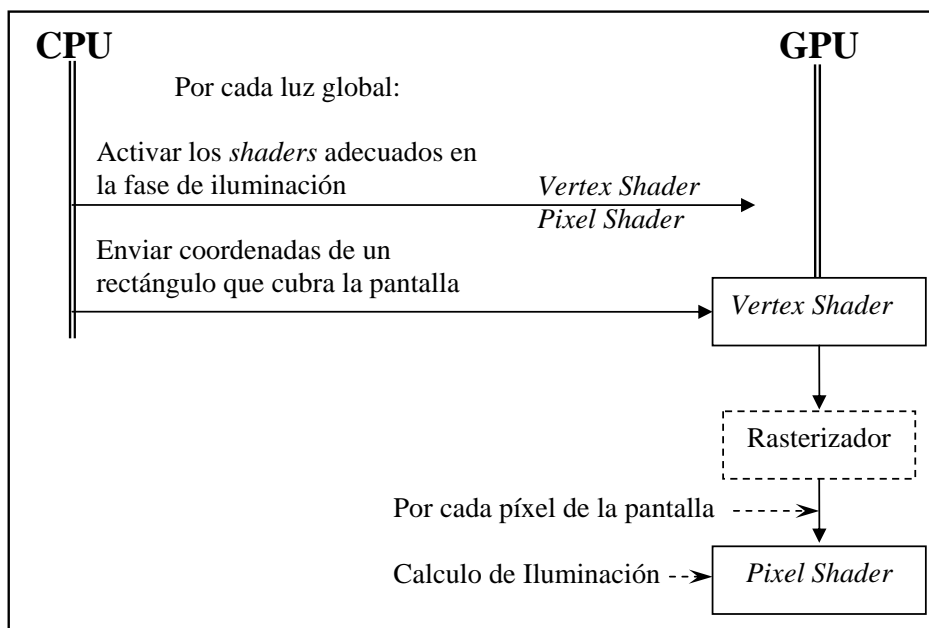 CPU
GPU
Por cada luz global:
Activar los shaders adecuados en
la fase de iluminación
Vertex Shader
Pixel Shader
Enviar coordenadas de un
rectángulo que cubra la pantalla
Vertex Shader
Rasterizador
Por cada píxel de la pantalla
Calculo de Iluminación
Pixel Shader